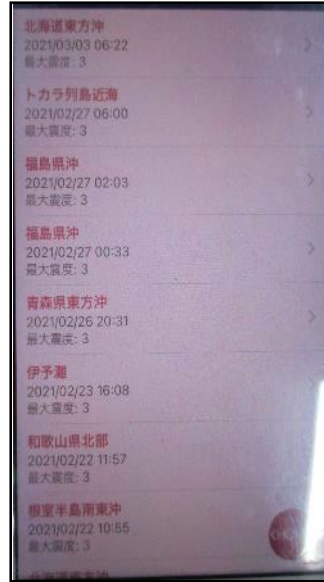 北海道東方沖
2021/03/03 06:22
最大震度: 3
トカラ列島近海
2021/02/27 06:00
最大震度: 3
福島県沖
2021/02/27 02:03
最大震度: 3
福島県沖
2021/02/27 00:33
最大震度: 3
青森県東方沖
2021/02/26 20:31
最大震度: 3
伊予灘
2021/02/23 16:08
最大震度: 3
和歌山県北部
2021/02/22 11:57
最大震度: 3
根室半島南東沖
2021/02/22 10:55
最大震度: 3